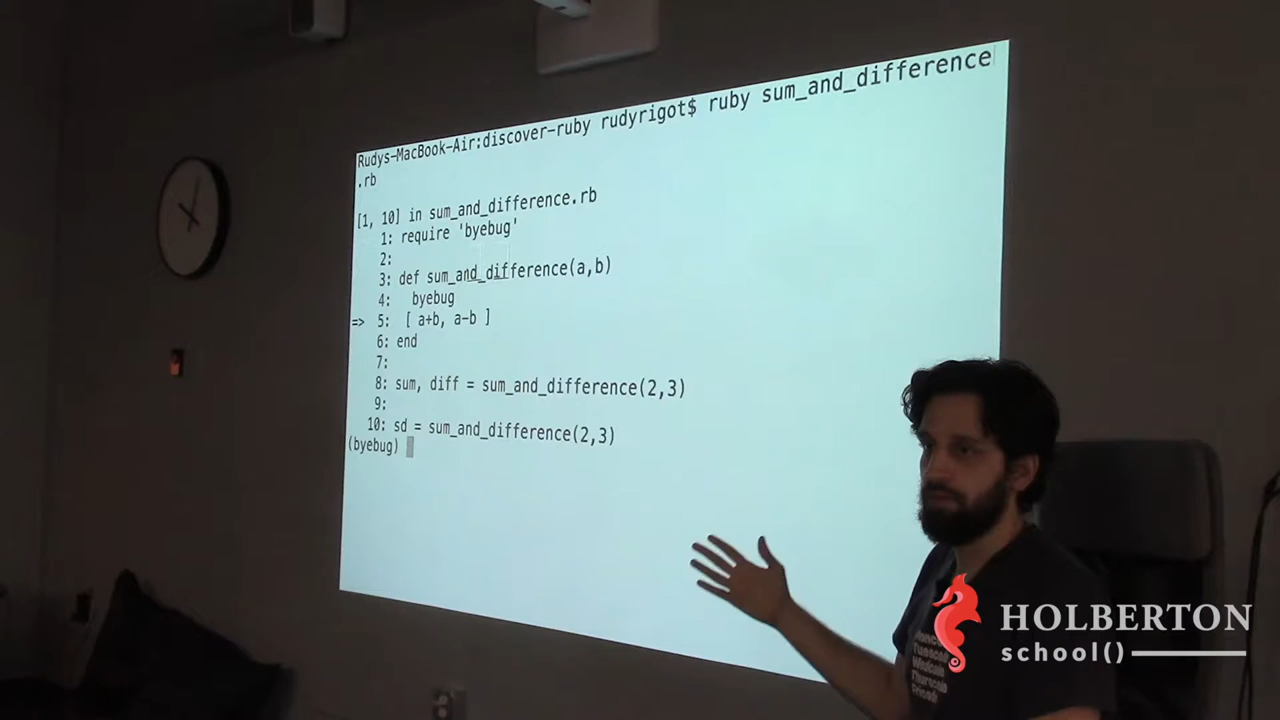 Rudys-MacBook-Air:discover-ruby rudyrigot$ ruby sum_and_difference
.rb
[1, 10] in sum_and_difference.rb
1: require 'byebug'
2:
3: def sum_and_difference(a,b)
4: byebug
=> 5: [ a+b, a-b ]
6: end
7:
8: sum, diff = sum_and_difference(2,3)
9:
10: sd = sum_and_difference(2,3)
(byebug)
HOLBERTON
school()